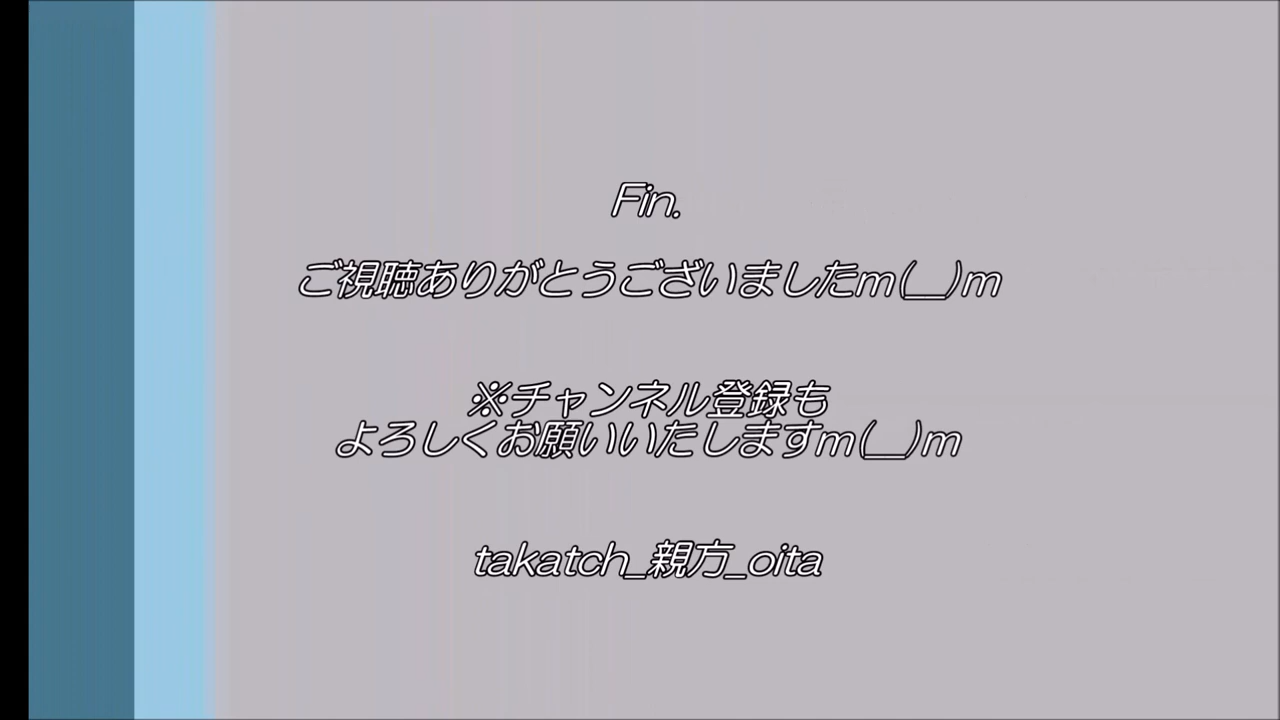 Fin.
ご視聴ありがとうございましたm(__)m
※チャンネル登録も
よろしくお願いいたしますm(__)m
takatch_親方_oita